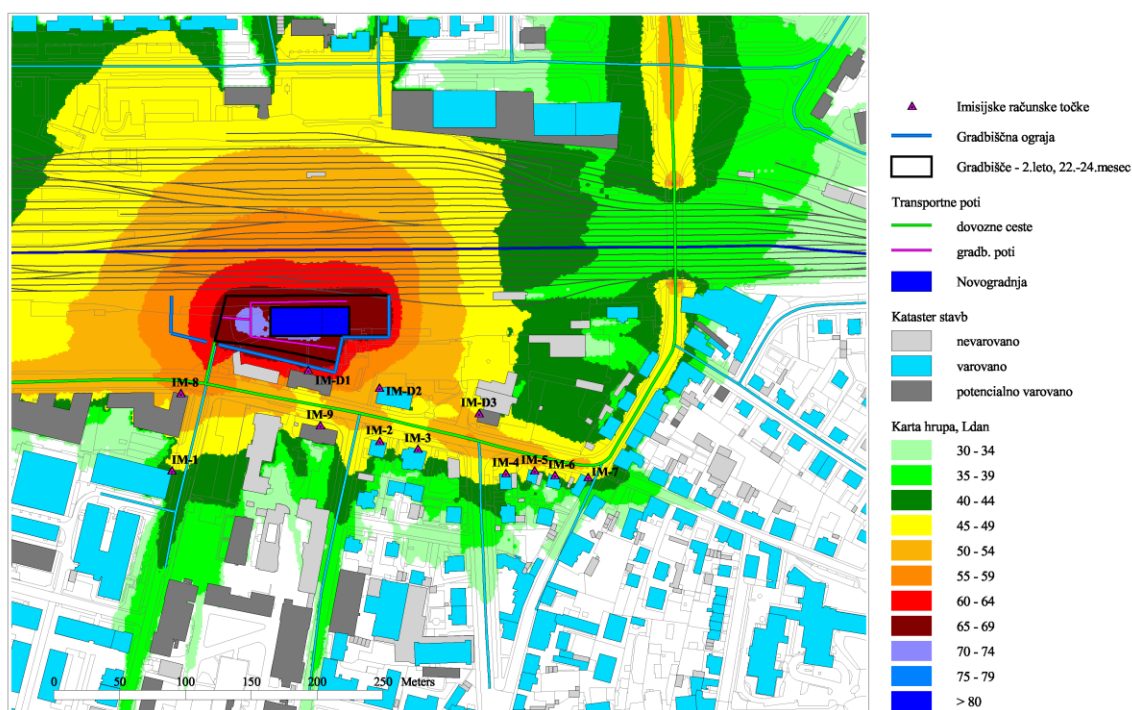 IM-D1
IM-8
IM-D2
IM-D3
IM-9
IM-2
IM-3
IM-1
IM-4
IM-5
IM-6
IM-7
0 50 100 150 200 250 Meters
Imisijske računske točke
Gradbiščna ograja
Gradbišče - 2.leto, 22.-24.mesec
Transportne poti
dovozne ceste
gradb. poti
Novogradnja
Kataster stavb
nevarovano
varovano
potencialno varovano
Karta hrupa, Ldan
30 - 34
35 - 39
40 - 44
45 - 49
50 - 54
55 - 59
60 - 64
65 - 69
70 - 74
75 - 79
> 80